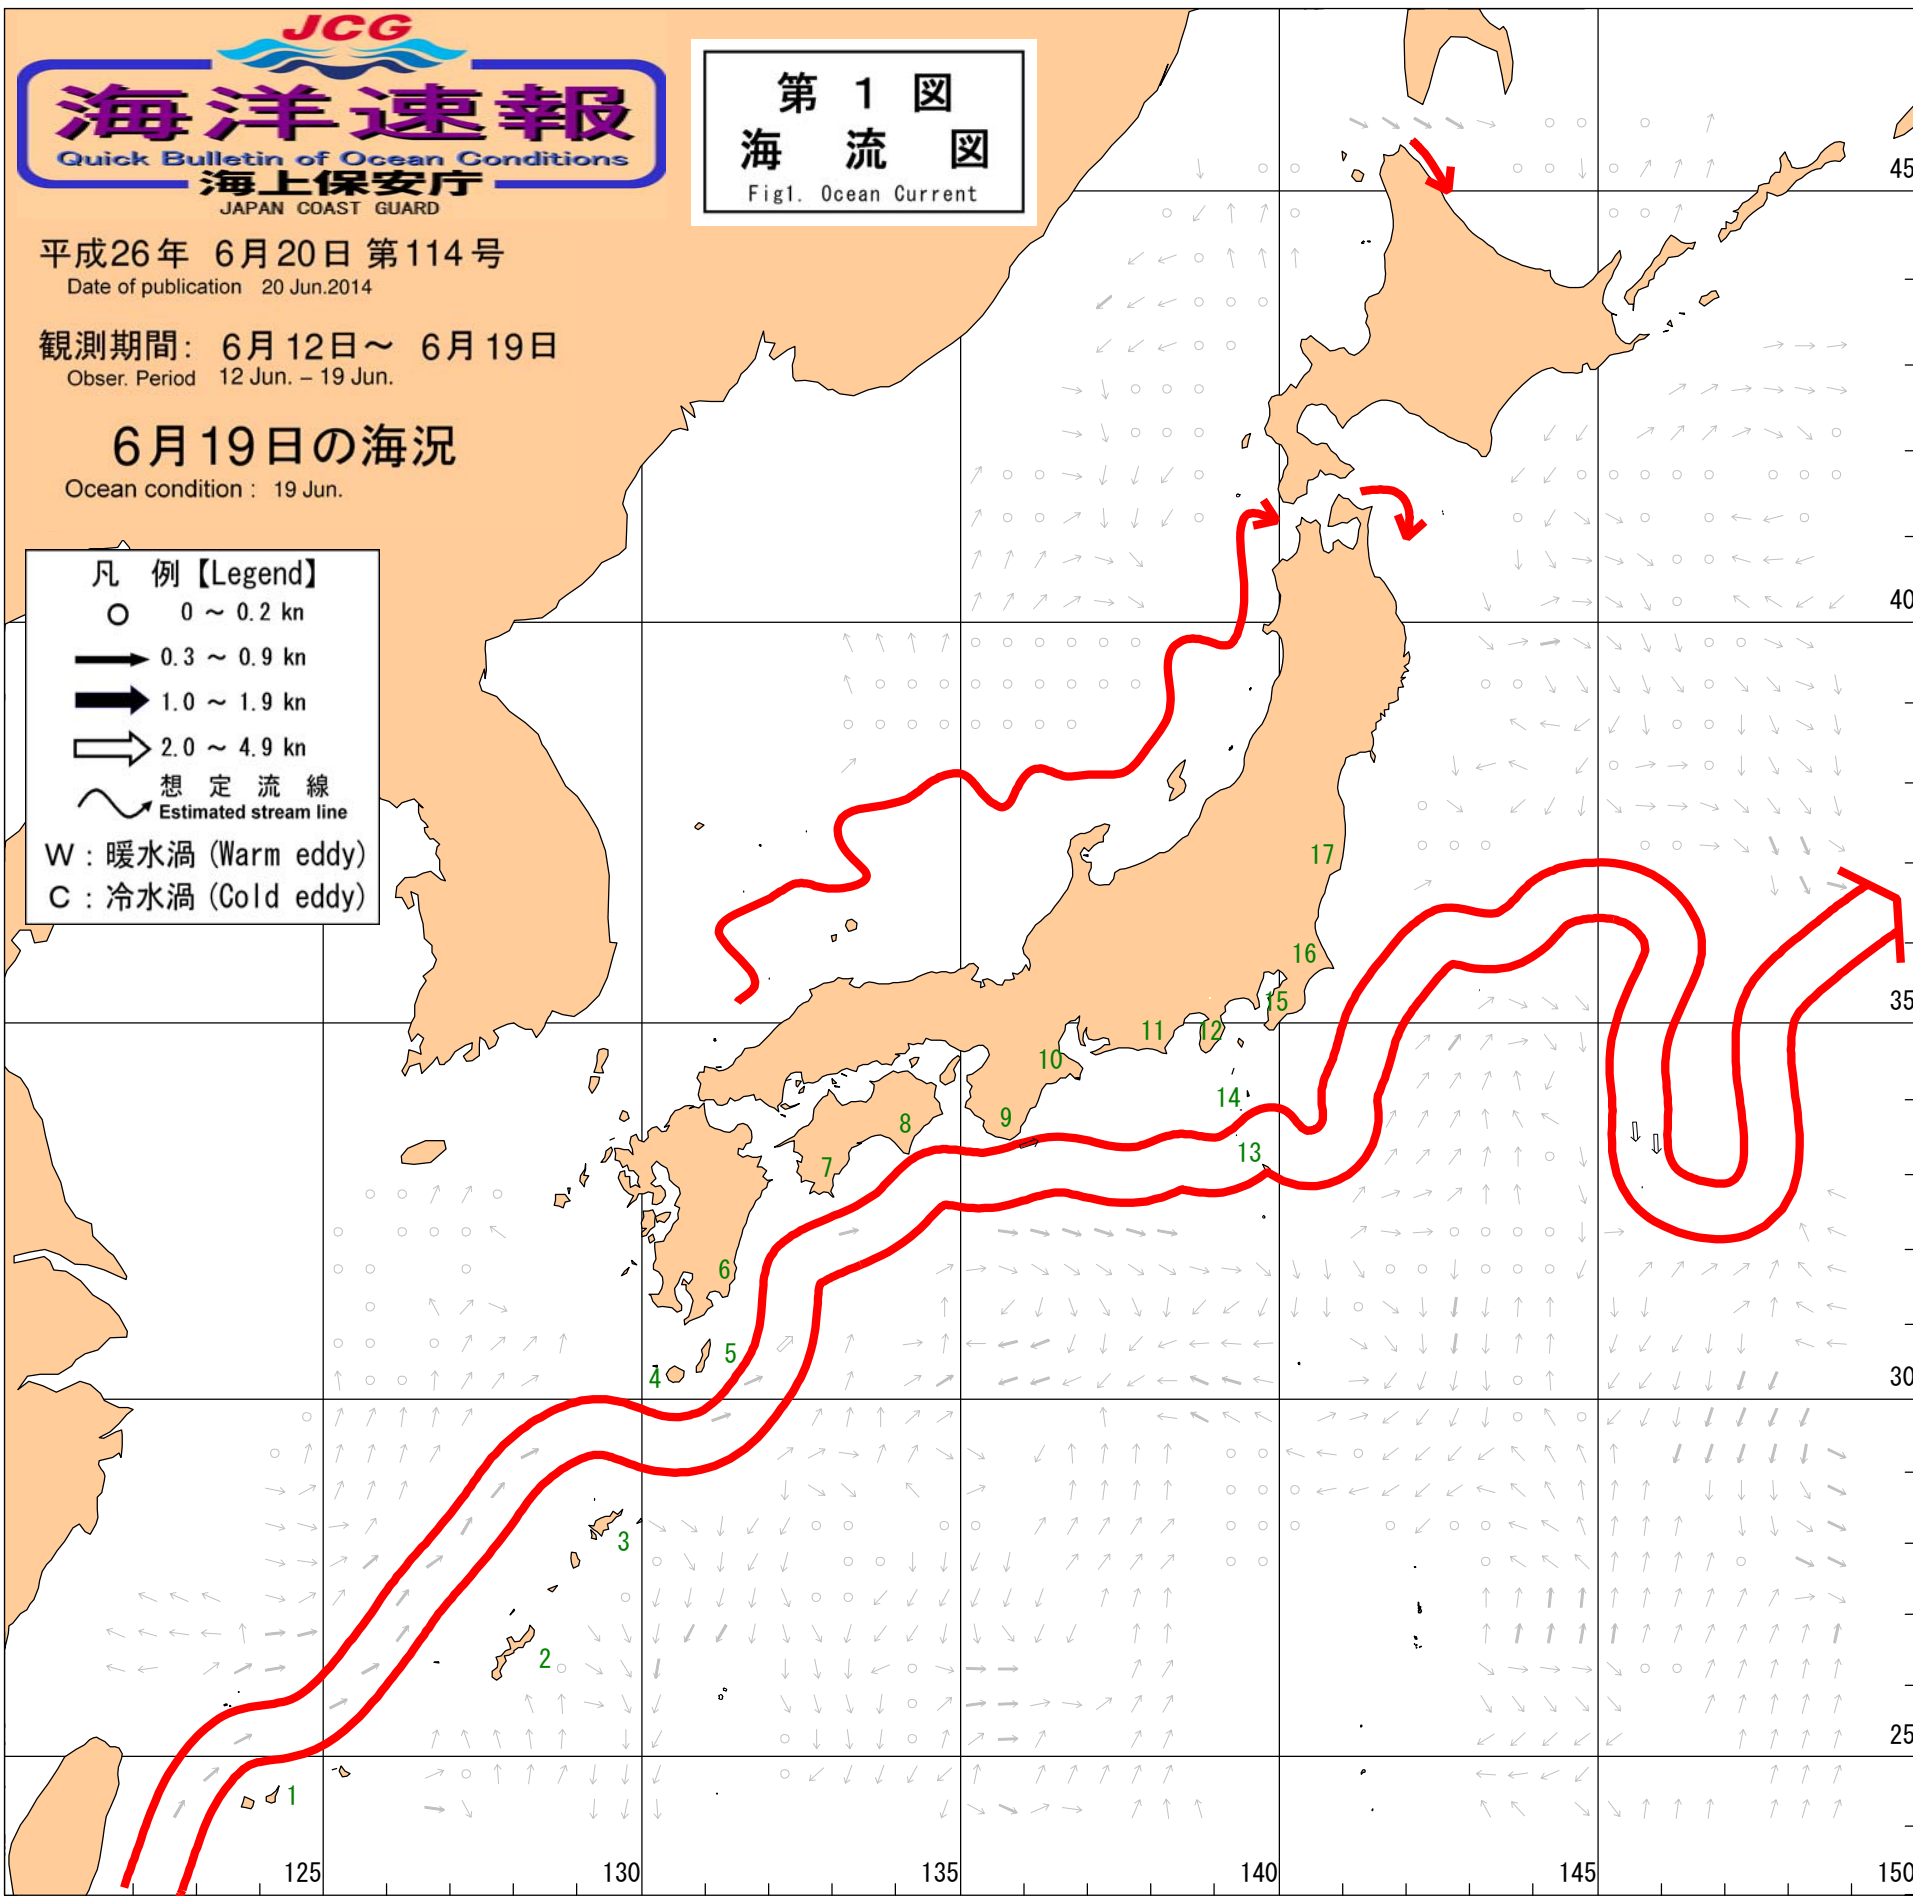 JCG
海洋速報
Quick Bulletin of Ocean Conditions
海上保安庁
JAPAN COAST GUARD
平成26年 6月20日 第114号
Date of publication 20 Jun.2014
観測期間: 6月12日～ 6月19日
Obser. Period 12 Jun. – 19 Jun.
6月19日の海況
Ocean condition : 19 Jun.
第 1 図
海 流 図
Fig1. Ocean Current
凡 例【Legend】
0 ～ 0.2 kn
0.3 ～ 0.9 kn
1.0 ～ 1.9 kn
2.0 ～ 4.9 kn
想 定 流 線
Estimated stream line
W : 暖水渦 (Warm eddy)
C : 冷水渦 (Cold eddy)
45
40
17
16
35
15
12
11
10
14
9
8
13
7
6
5
4
30
3
2
25
1
125
130
135
140
145
150